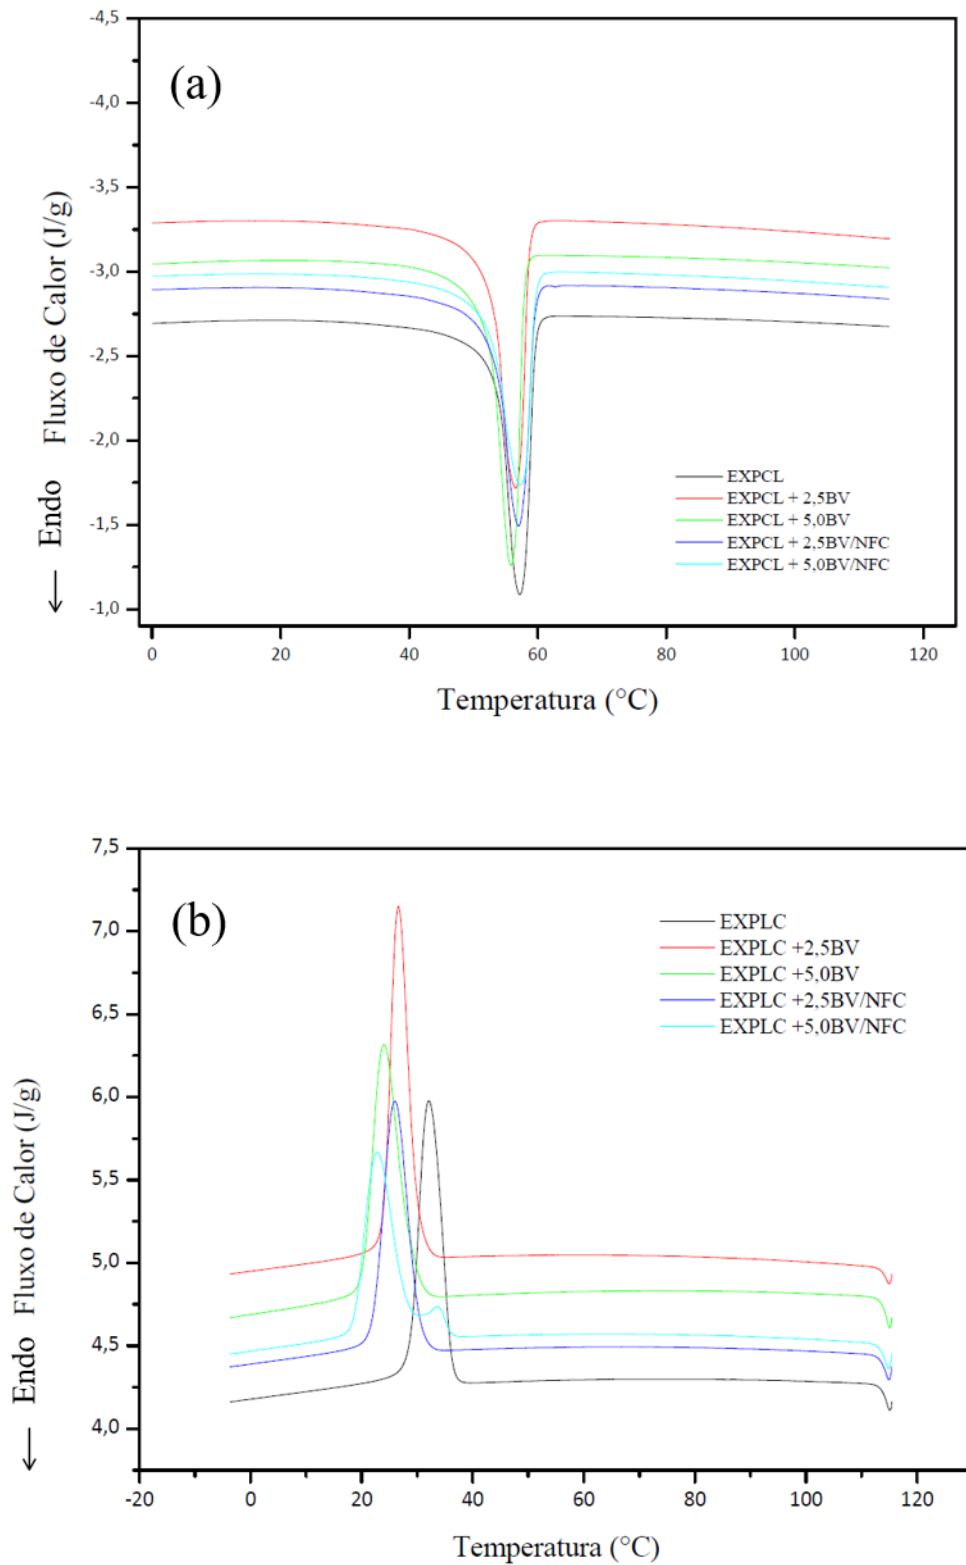 (a)
-4,5
-4,0
-3,5
-3,0
-2,5
-2,0
-1,5
-1,0
← Endo Fluxo de Calor (J/g)
EXPCL
EXPCL + 2,5BV
EXPCL + 5,0BV
EXPCL + 2,5BV/NFC
EXPCL + 5,0BV/NFC
0 20 40 60 80 100 120
Temperatura (°C)
(b)
7,5
7,0
6,5
6,0
5,5
5,0
4,5
4,0
← Endo Fluxo de Calor (J/g)
EXPLC
EXPLC +2,5BV
EXPLC +5,0BV
EXPLC +2,5BV/NFC
EXPLC +5,0BV/NFC
-20 0 20 40 60 80 100 120
Temperatura (°C)